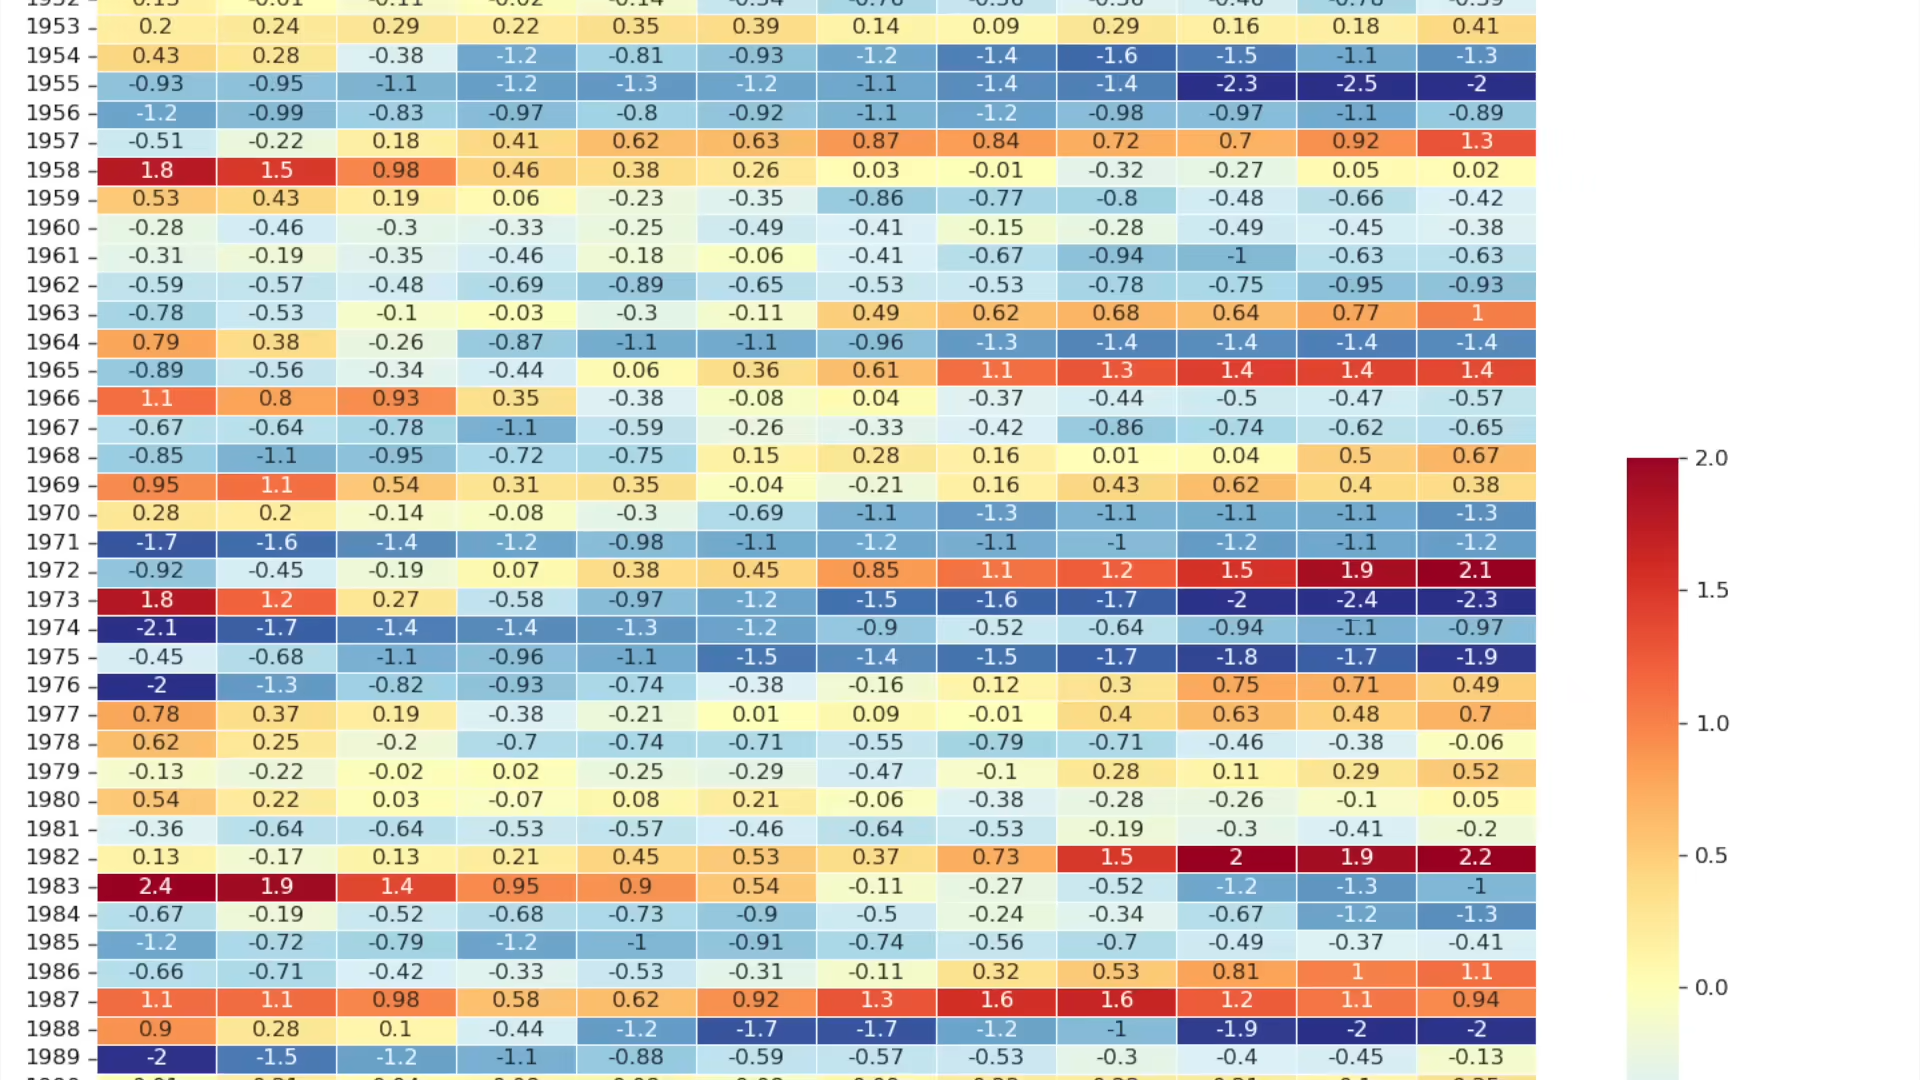 1953 0.2 0.24 0.29 0.22 0.35 0.39 0.14 0.09 0.29 0.16 0.18 0.41
1954 0.43 0.28 -0.38 -1.2 -0.81 -0.93 -1.2 -1.4 -1.6 -1.5 -1.1 -1.3
1955 -0.93 -0.95 -1.1 -1.2 -1.3 -1.2 -1.1 -1.4 -1.4 -2.3 -2.5 -2
1956 -1.2 -0.99 -0.83 -0.97 -0.8 -0.92 -1.1 -1.2 -0.98 -0.97 -1.1 -0.89
1957 -0.51 -0.22 0.18 0.41 0.62 0.63 0.87 0.84 0.72 0.7 0.92 1.3
1958 1.8 1.5 0.98 0.46 0.38 0.26 0.03 -0.01 -0.32 -0.27 0.05 0.02
1959 0.53 0.43 0.19 0.06 -0.23 -0.35 -0.86 -0.77 -0.8 -0.48 -0.66 -0.42
1960 -0.28 -0.46 -0.3 -0.33 -0.25 -0.49 -0.41 -0.15 -0.28 -0.49 -0.45 -0.38
1961 -0.31 -0.19 -0.35 -0.46 -0.18 -0.06 -0.41 -0.67 -0.94 -1 -0.63 -0.63
1962 -0.59 -0.57 -0.48 -0.69 -0.89 -0.65 -0.53 -0.53 -0.78 -0.75 -0.95 -0.93
1963 -0.78 -0.53 -0.1 -0.03 -0.3 -0.11 0.49 0.62 0.68 0.64 0.77 1
1964 0.79 0.38 -0.26 -0.87 -1.1 -1.1 -0.96 -1.3 -1.4 -1.4 -1.4 -1.4
1965 -0.89 -0.56 -0.34 -0.44 0.06 0.36 0.61 1.1 1.3 1.4 1.4 1.4
1966 1.1 0.8 0.93 0.35 -0.38 -0.08 0.04 -0.37 -0.44 -0.5 -0.47 -0.57
1967 -0.67 -0.64 -0.78 -1.1 -0.59 -0.26 -0.33 -0.42 -0.86 -0.74 -0.62 -0.65
1968 -0.85 -1.1 -0.95 -0.72 -0.75 0.15 0.28 0.16 0.01 0.04 0.5 0.67
2.0
1969 0.95 1.1 0.54 0.31 0.35 -0.04 -0.21 0.16 0.43 0.62 0.4 0.38
1970 0.28 0.2 -0.14 -0.08 -0.3 -0.69 -1.1 -1.3 -1.1 -1.1 -1.1 -1.3
1971 -1.7 -1.6 -1.4 -1.2 -0.98 -1.1 -1.2 -1.1 -1 -1.2 -1.1 -1.2
1972 -0.92 -0.45 -0.19 0.07 0.38 0.45 0.85 1.1 1.2 1.5 1.9 2.1
1.5
1973 1.8 1.2 0.27 -0.58 -0.97 -1.2 -1.5 -1.6 -1.7 -2 -2.4 -2.3
1974 -2.1 -1.7 -1.4 -1.4 -1.3 -1.2 -0.9 -0.52 -0.64 -0.94 -1.1 -0.97
1975 -0.45 -0.68 -1.1 -0.96 -1.1 -1.5 -1.4 -1.5 -1.7 -1.8 -1.7 -1.9
1976 -2 -1.3 -0.82 -0.93 -0.74 -0.38 -0.16 0.12 0.3 0.75 0.71 0.49
1977 0.78 0.37 0.19 -0.38 -0.21 0.01 0.09 -0.01 0.4 0.63 0.48 0.7
1.0
1978 0.62 0.25 -0.2 -0.7 -0.74 -0.71 -0.55 -0.79 -0.71 -0.46 -0.38 -0.06
1979 -0.13 -0.22 -0.02 0.02 -0.25 -0.29 -0.47 -0.1 0.28 0.11 0.29 0.52
1980 0.54 0.22 0.03 -0.07 0.08 0.21 -0.06 -0.38 -0.28 -0.26 -0.1 0.05
1981 -0.36 -0.64 -0.64 -0.53 -0.57 -0.46 -0.64 -0.53 -0.19 -0.3 -0.41 -0.2
1982 0.13 -0.17 0.13 0.21 0.45 0.53 0.37 0.73 1.5 2 1.9 2.2
0.5
1983 2.4 1.9 1.4 0.95 0.9 0.54 -0.11 -0.27 -0.52 -1.2 -1.3 -1
1984 -0.67 -0.19 -0.52 -0.68 -0.73 -0.9 -0.5 -0.24 -0.34 -0.67 -1.2 -1.3
1985 -1.2 -0.72 -0.79 -1.2 -1 -0.91 -0.74 -0.56 -0.7 -0.49 -0.37 -0.41
1986 -0.66 -0.71 -0.42 -0.33 -0.53 -0.31 -0.11 0.32 0.53 0.81 1 1.1
0.0
1987 1.1 1.1 0.98 0.58 0.62 0.92 1.3 1.6 1.6 1.2 1.1 0.94
1988 0.9 0.28 0.1 -0.44 -1.2 -1.7 -1.7 -1.2 -1 -1.9 -2 -2
1989 -2 -1.5 -1.2 -1.1 -0.88 -0.59 -0.57 -0.53 -0.3 -0.4 -0.45 -0.13